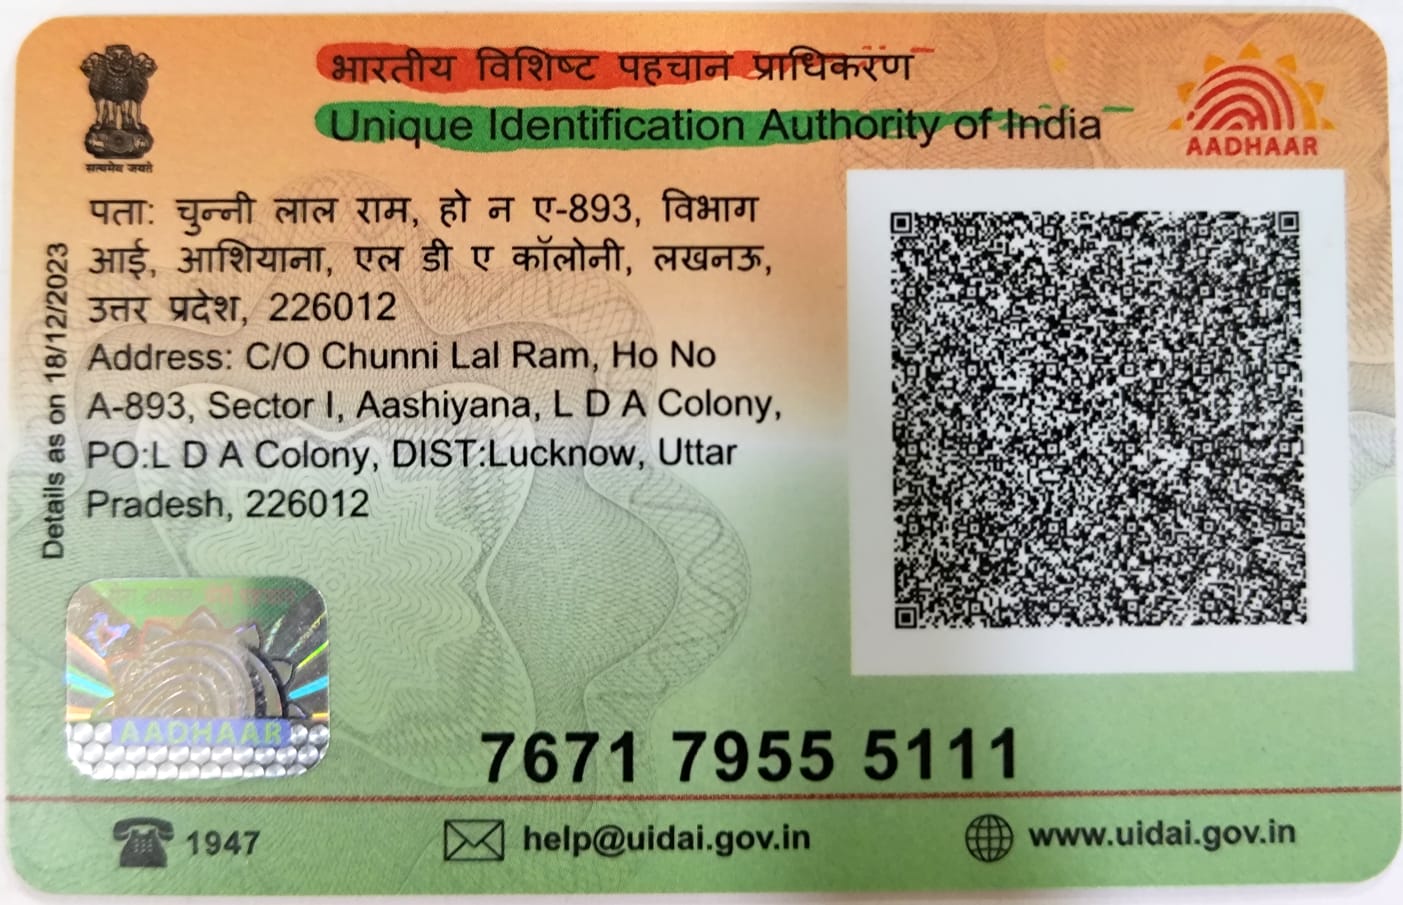 भारतीय विशिष्ट पहचान प्राधिकरण
Unique Identification Authority of India
AADHAAR
सत्यमेव जयते
पता: चुन्नी लाल राम, हो न ए-893, विभाग
आई, आशियाना, एल डी ए कॉलोनी, लखनऊ,
उत्तर प्रदेश, 226012
Address: C/O Chunni Lal Ram, Ho No
A-893, Sector I, Aashiyana, L D A Colony,
PO:L D A Colony, DIST:Lucknow, Uttar
Pradesh, 226012
Details as on 18/12/2023
AADHAAR
7671 7955 5111
1947
help@uidai.gov.in
www.uidai.gov.in